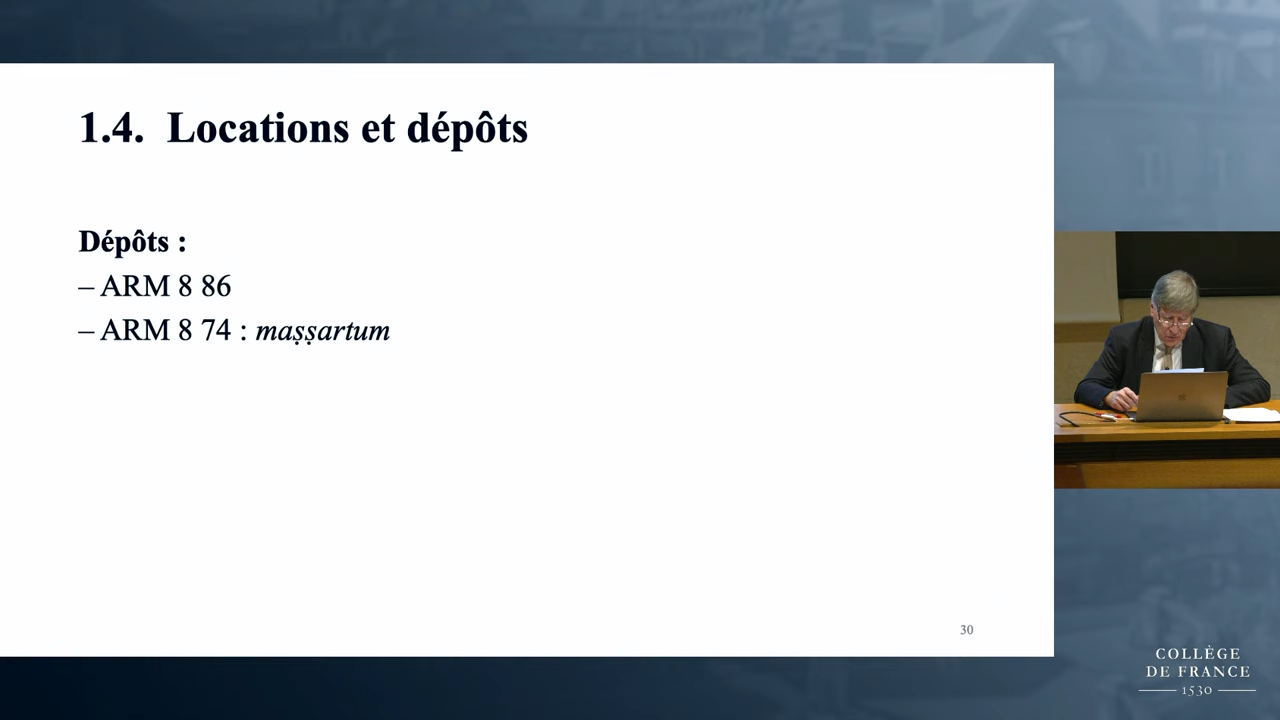 1.4. Locations et dépôts
Dépôts :
– ARM 8 86
– ARM 8 74 : maṣṣartum
30
COLLÈGE
DE FRANCE
1530